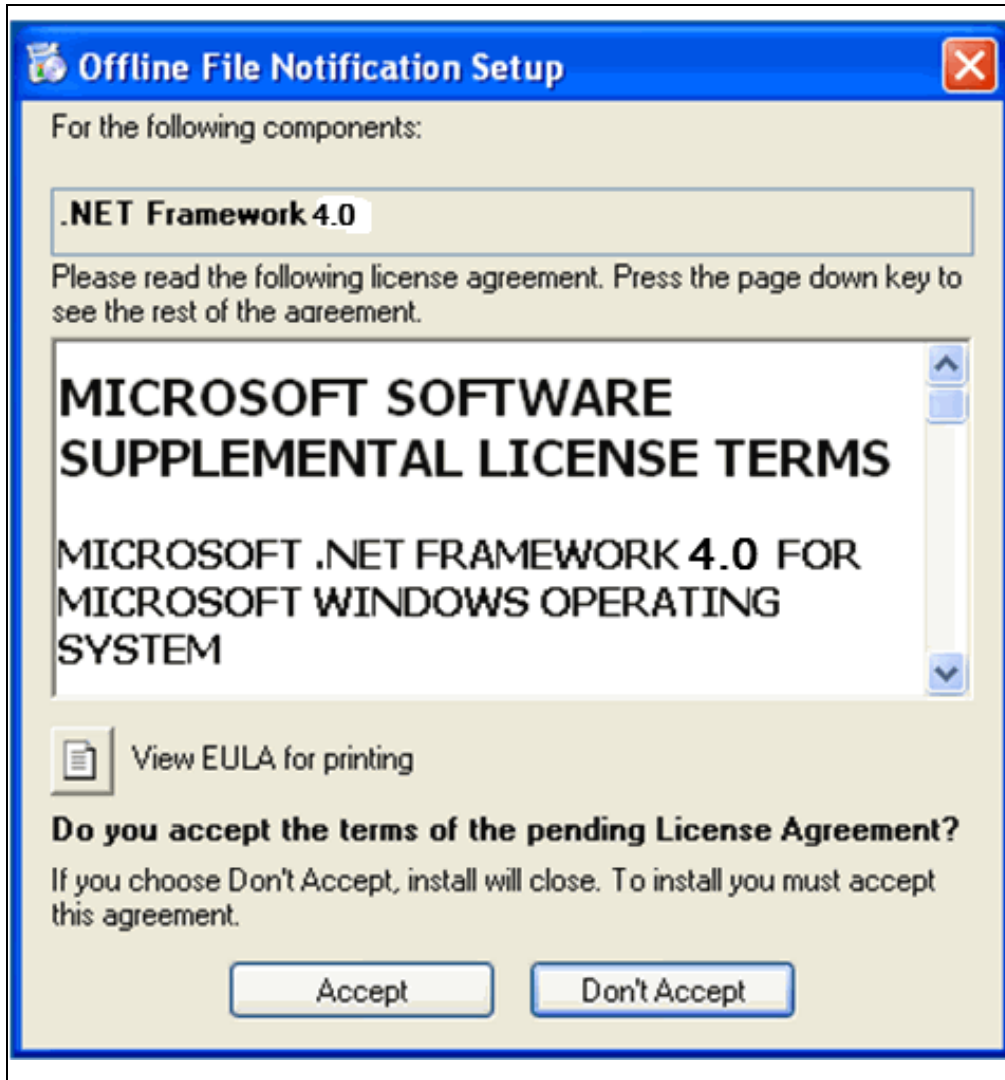 Offline File Notification Setup
For the following components:
.NET Framework 4.0
Please read the following license agreement. Press the page down key to
see the rest of the agreement.
MICROSOFT SOFTWARE
SUPPLEMENTAL LICENSE TERMS
MICROSOFT .NET FRAMEWORK 4.0 FOR
MICROSOFT WINDOWS OPERATING
SYSTEM
View EULA for printing
Do you accept the terms of the pending License Agreement?
If you choose Don't Accept, install will close. To install you must accept
this agreement.
Accept
Don't Accept